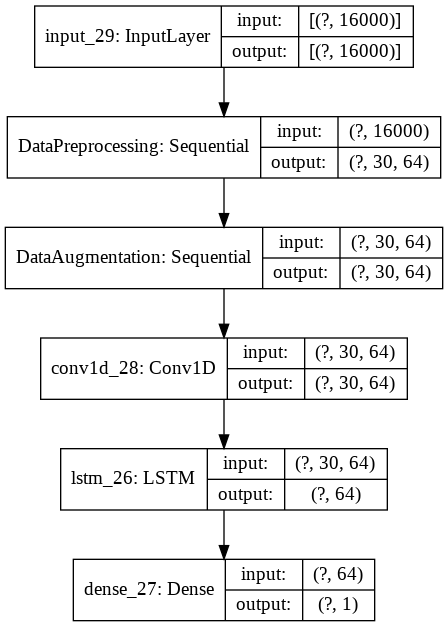 input_29: InputLayer
input: [(?, 16000)]
output: [(?, 16000)]
DataPreprocessing: Sequential
input: (?, 16000)
output: (?, 30, 64)
DataAugmentation: Sequential
input: (?, 30, 64)
output: (?, 30, 64)
conv1d_28: Conv1D
input: (?, 30, 64)
output: (?, 30, 64)
lstm_26: LSTM
input: (?, 30, 64)
output: (?, 64)
dense_27: Dense
input: (?, 64)
output: (?, 1)